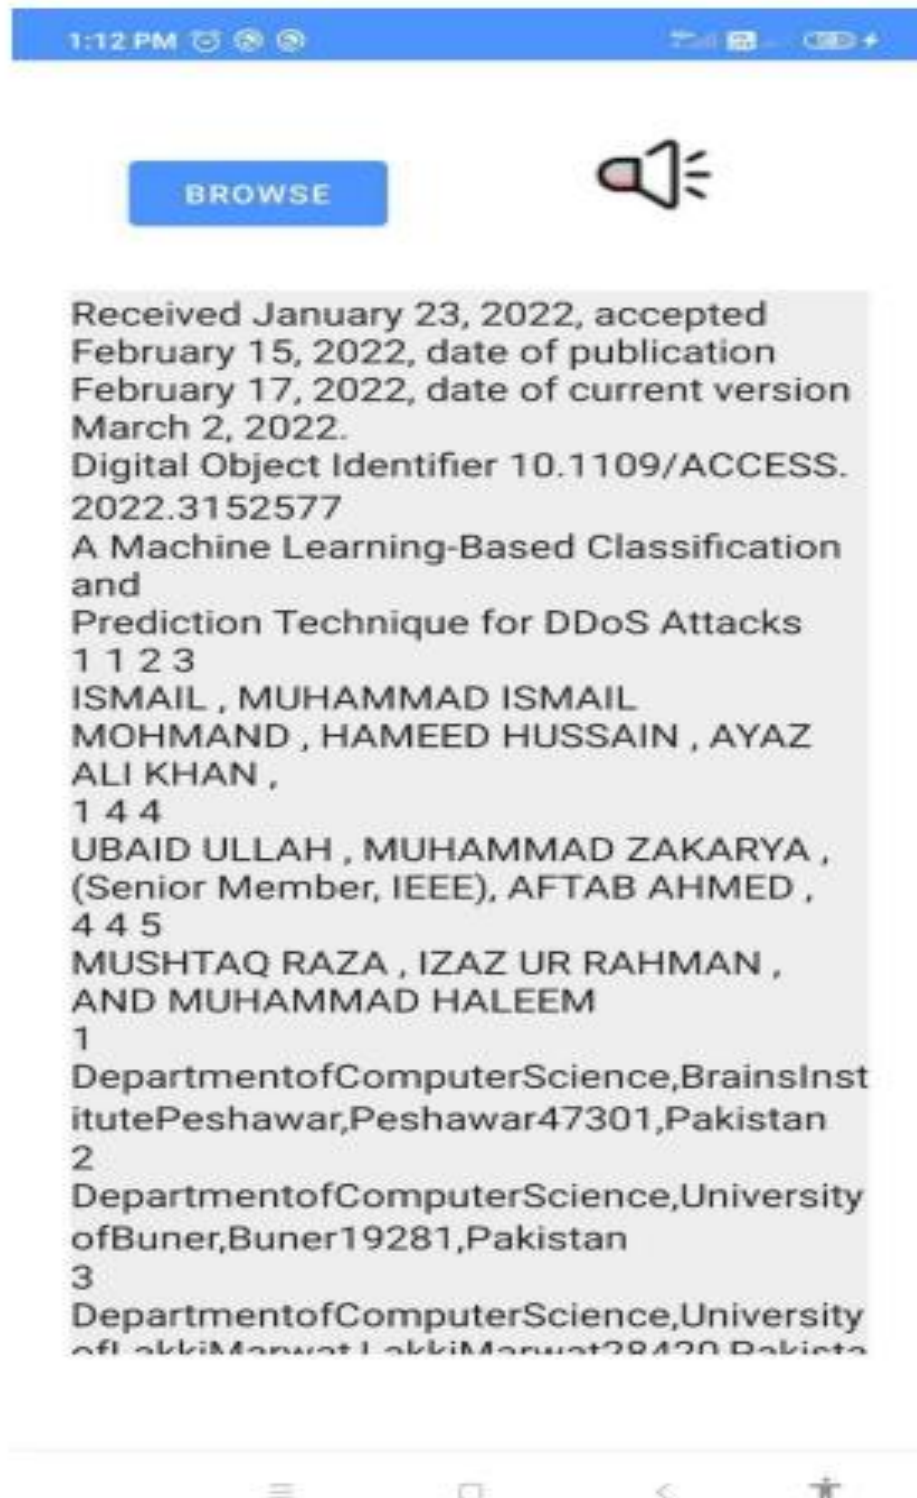 1:12 PM
BROWSE
Received January 23, 2022, accepted
February 15, 2022, date of publication
February 17, 2022, date of current version
March 2, 2022.
Digital Object Identifier 10.1109/ACCESS.
2022.3152577
A Machine Learning-Based Classification
and
Prediction Technique for DDoS Attacks
1 1 2 3
ISMAIL , MUHAMMAD ISMAIL
MOHMAND , HAMEED HUSSAIN , AYAZ
ALI KHAN ,
1 4 4
UBAID ULLAH , MUHAMMAD ZAKARYA ,
(Senior Member, IEEE), AFTAB AHMED ,
4 4 5
MUSHTAQ RAZA , IZAZ UR RAHMAN ,
AND MUHAMMAD HALEEM
1
DepartmentofComputerScience,BrainsInst
itutePeshawar,Peshawar47301,Pakistan
2
DepartmentofComputerScience,University
ofBuner,Buner19281,Pakistan
3
DepartmentofComputerScience,University
ofLakkiMarwat,LakkiMarwat28420,Pakista